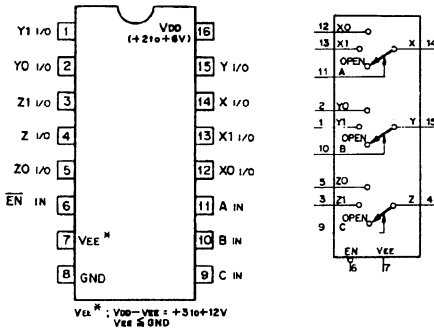 Y1 I/O 1
Y0 I/O 2
Z1 I/O 3
Z I/O 4
Z0 I/O 5
EN IN 6
7 VEE*
8 GND
VDD 16
(+2 to +6V)
15 Y I/O
14 X I/O
13 X1 I/O
12 X0 I/O
11 A IN
10 B IN
9 C IN
VEE* ; VDD-VEE = +3 to +12V
VEE ≦ GND
12 X0
13 X1 X 14
OPEN
11 A
2 Y0
1 Y1 Y 15
OPEN
10 B
5 Z0
3 Z1 Z 4
OPEN
9 C
EN VEE
6 7